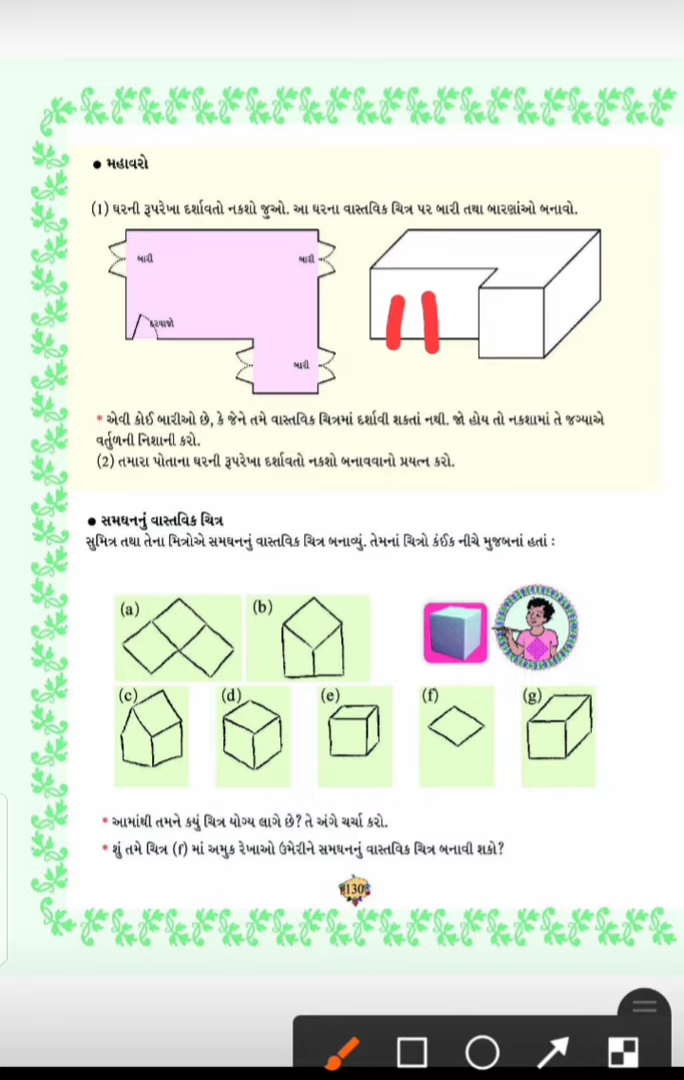 ● મહાવરો
(1) ઘરની રૂપરેખા દર્શાવતો નકશો જુઓ. આ ઘરના વાસ્તવિક ચિત્ર પર બારી તથા બારણાંઓ બનાવો.
બારી
બારી
દરવાજો
બારી
* એવી કોઈ બારીઓ છે, કે જેને તમે વાસ્તવિક ચિત્રમાં દર્શાવી શકતાં નથી. જો હોય તો નકશામાં તે જગ્યાએ
વર્તુળની નિશાની કરો.
(2) તમારા પોતાના ઘરની રૂપરેખા દર્શાવતો નકશો બનાવવાનો પ્રયત્ન કરો.
● સમઘનનું વાસ્તવિક ચિત્ર
સુમિત્ર તથા તેના મિત્રોએ સમઘનનું વાસ્તવિક ચિત્ર બનાવ્યું. તેમનાં ચિત્રો કંઈક નીચે મુજબનાં હતાં :
(a) (b)
(c) (d) (e) (f) (g)
* આમાંથી તમને કયું ચિત્ર યોગ્ય લાગે છે? તે અંગે ચર્ચા કરો.
* શું તમે ચિત્ર (f) માં અમુક રેખાઓ ઉમેરીને સમઘનનું વાસ્તવિક ચિત્ર બનાવી શકો?
130